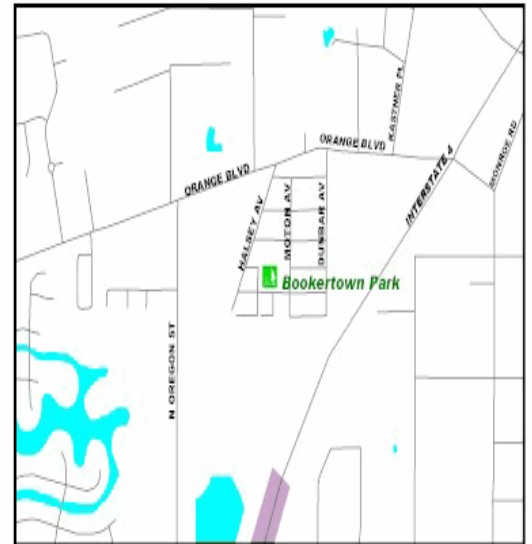 KASTNER PL
ORANGE BLVD
MONROE RD
ORANGE BLVD
INTERSTATE 4
HALSEY AV
MOTON AV
DUNBAR AV
Bookertown Park
N OREGON ST